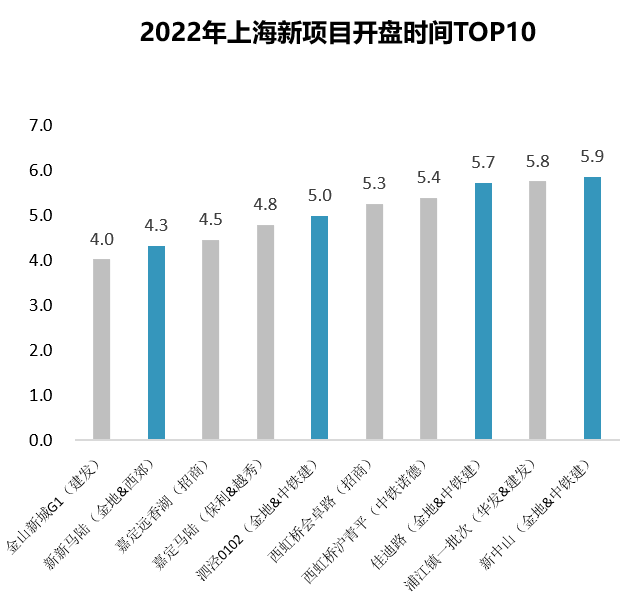 2022年上海新项目开盘时间TOP10
7.0
6.0
5.0
4.0
3.0
2.0
1.0
0.0
4.0
4.3
4.5
4.8
5.0
5.3
5.4
5.7
5.8
5.9
金山新城G1（建发）
新新马陆（金地&西郊）
嘉定远香湖（招商）
嘉定马陆（保利&越秀）
泗泾0102（金地&中铁建）
西虹桥会卓路（招商）
西虹桥沪青平（中铁诺德）
佳迪路（金地&中铁建）
浦江镇一批次（华发&建发）
新中山（金地&中铁建）